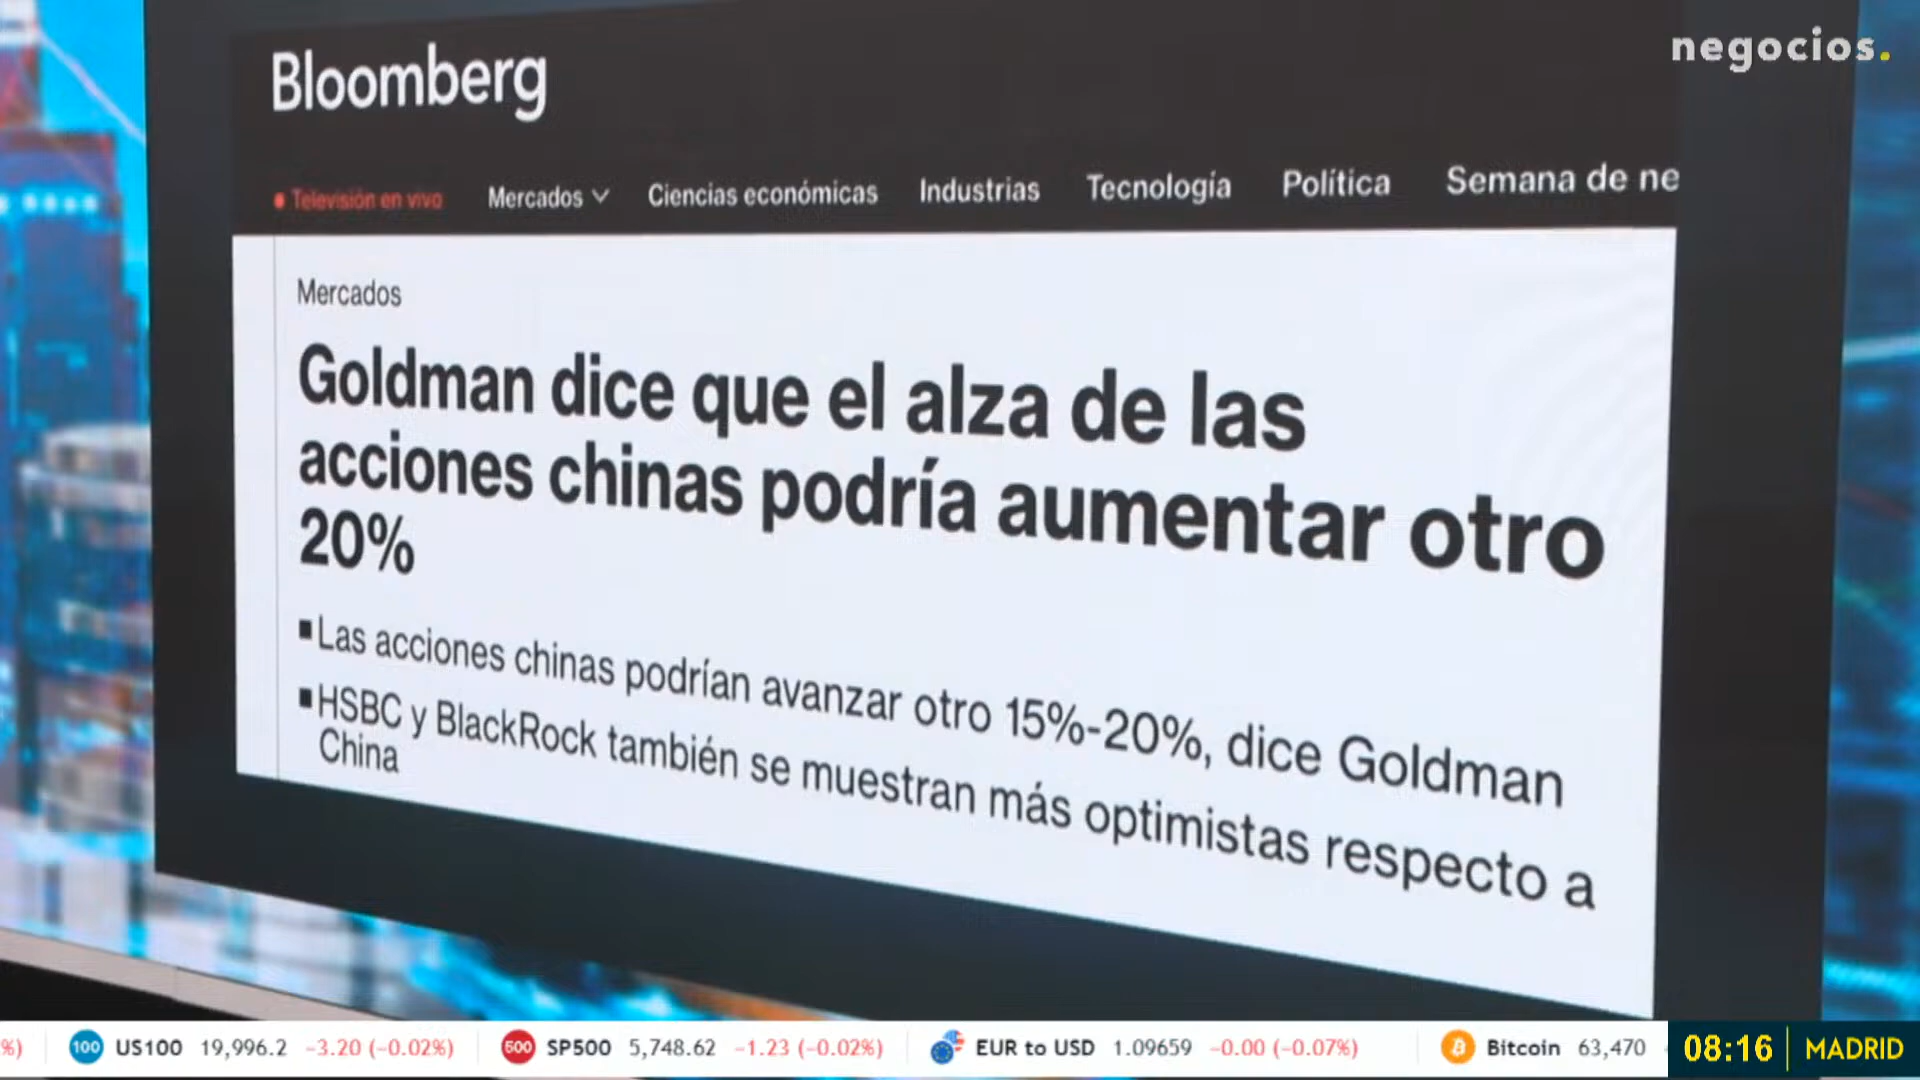 negocios.
Bloomberg
Televisión en vivo Mercados Ciencias económicas Industrias Tecnología Política Semana de ne
Mercados
Goldman dice que el alza de las
acciones chinas podría aumentar otro
20%
Las acciones chinas podrían avanzar otro 15%-20%, dice Goldman
HSBC y BlackRock también se muestran más optimistas respecto a
China
%) 100 US100 19,996.2 -3.20 (-0.02%) 500 SP500 5,748.62 -1.23 (-0.02%) EUR to USD 1.09659 -0.00 (-0.07%) Bitcoin 63,470 08:16 MADRID